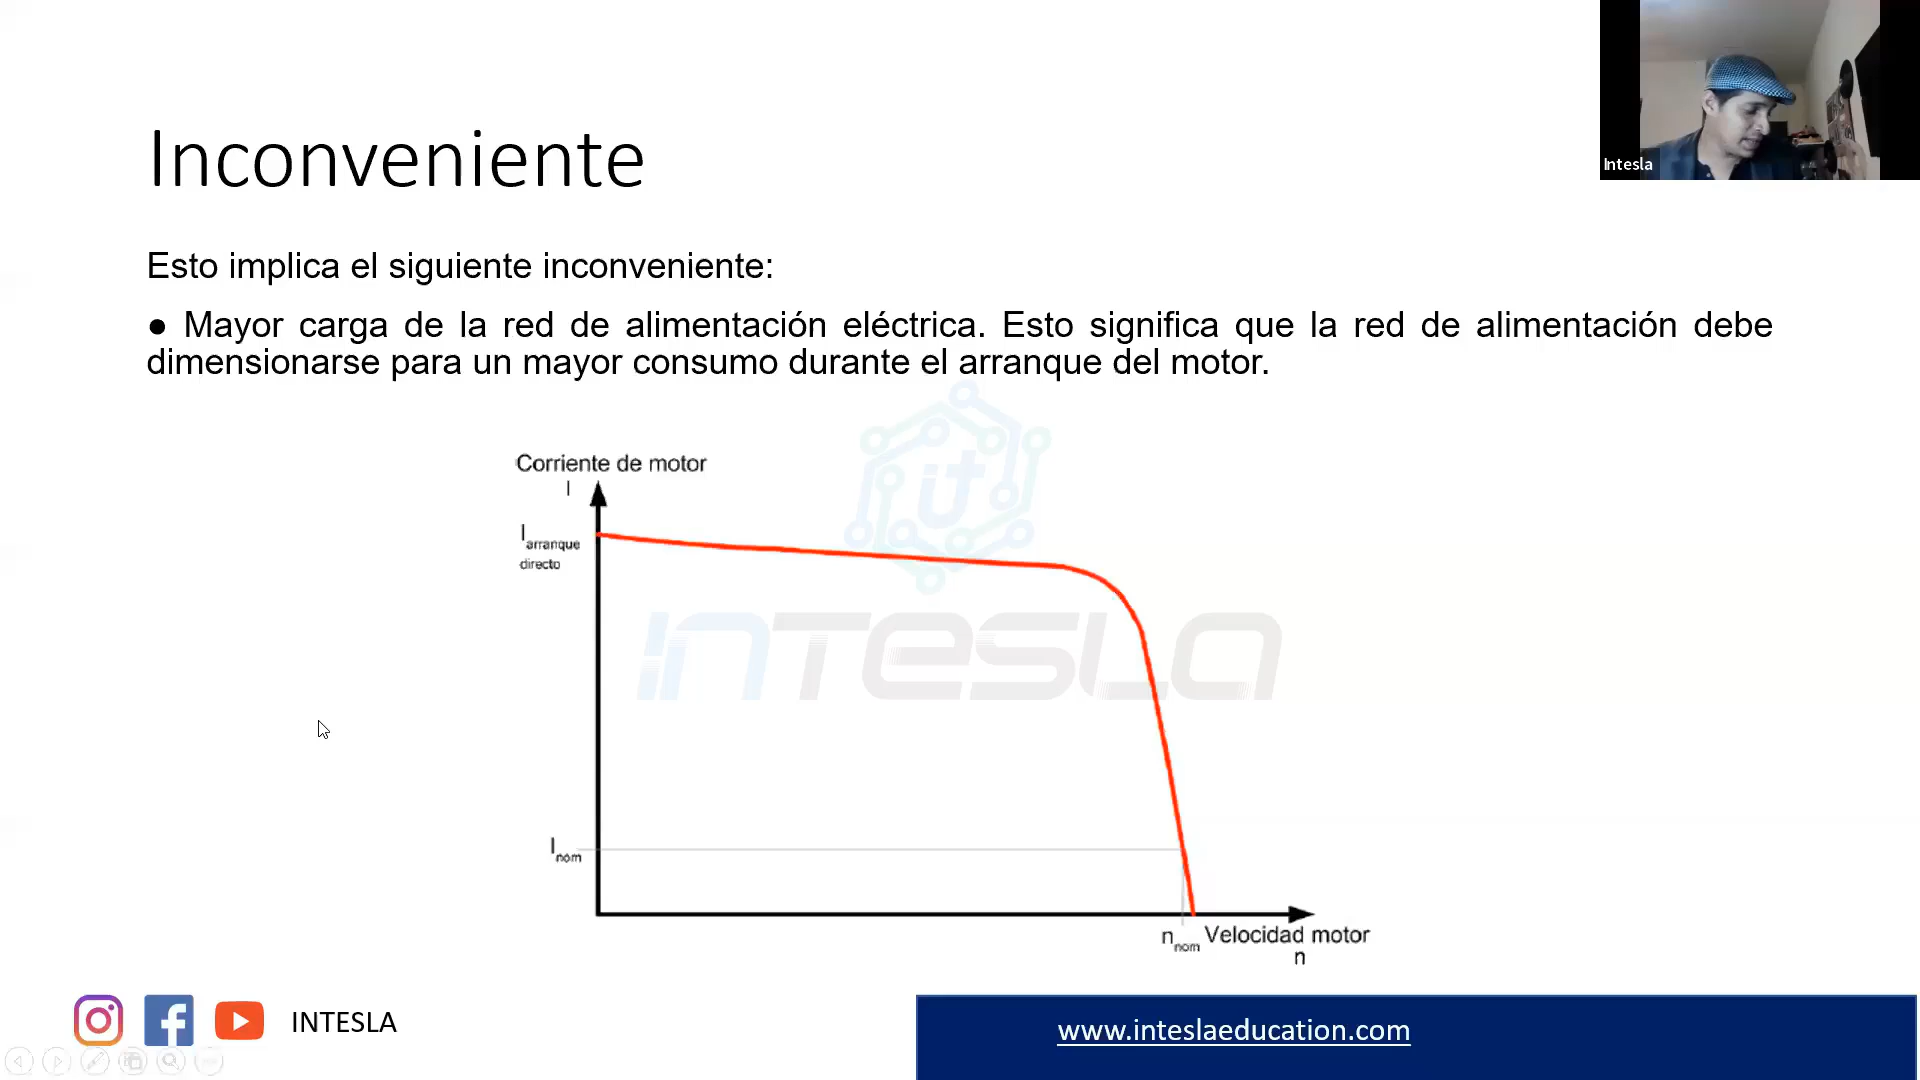 Intesla
Inconveniente
Esto implica el siguiente inconveniente:
● Mayor carga de la red de alimentación eléctrica. Esto significa que la red de alimentación debe
dimensionarse para un mayor consumo durante el arranque del motor.
it
INTESLA
Corriente de motor
I
I arranque
directo
I nom
n nom Velocidad motor
n
INTESLA
www.inteslaeducation.com